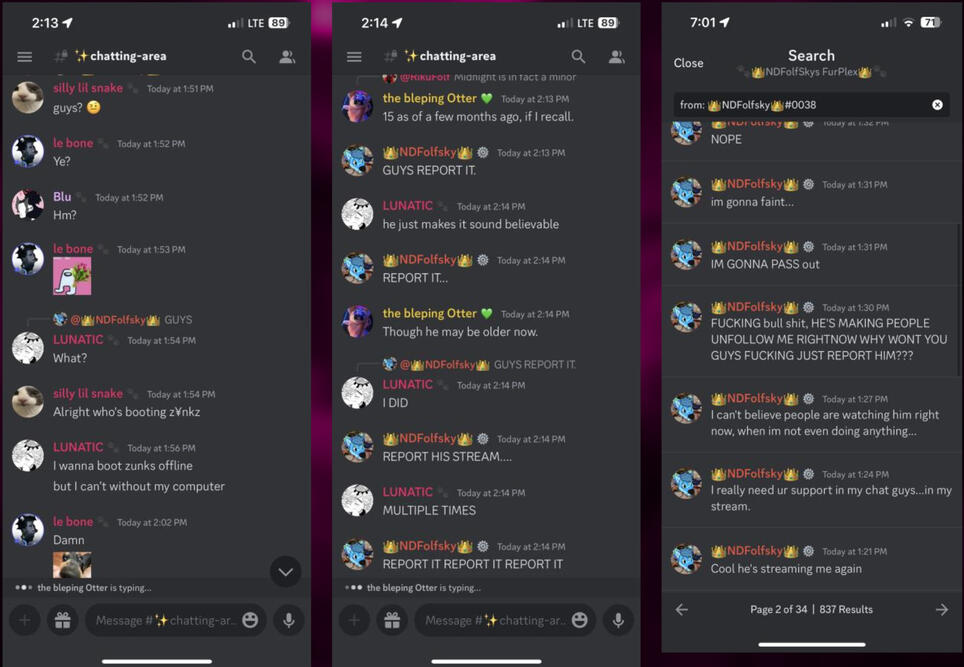 2:13
LTE 89
✨chatting-area
silly lil snake Today at 1:51 PM
guys? 😐
le bone Today at 1:52 PM
Ye?
Blu Today at 1:52 PM
Hm?
le bone Today at 1:53 PM
@👑NDFolfsky👑 GUYS
LUNATIC Today at 1:54 PM
What?
silly lil snake Today at 1:54 PM
Alright who's booting z¥nkz
LUNATIC Today at 1:56 PM
I wanna boot zunks offline
but I can't without my computer
le bone Today at 2:02 PM
Damn
the bleping Otter is typing...
Message #✨chatting-ar..
2:14
LTE 89
✨chatting-area
@RikuFolf Midnight is in fact a minor
the bleping Otter 💚 Today at 2:13 PM
15 as of a few months ago, if I recall.
👑NDFolfsky👑 Today at 2:13 PM
GUYS REPORT IT.
LUNATIC Today at 2:14 PM
he just makes it sound believable
👑NDFolfsky👑 Today at 2:14 PM
REPORT IT...
the bleping Otter 💚 Today at 2:14 PM
Though he may be older now.
@👑NDFolfsky👑 GUYS REPORT IT.
LUNATIC Today at 2:14 PM
I DID
👑NDFolfsky👑 Today at 2:14 PM
REPORT HIS STREAM....
LUNATIC Today at 2:14 PM
MULTIPLE TIMES
👑NDFolfsky👑 Today at 2:14 PM
REPORT IT REPORT IT REPORT IT
the bleping Otter is typing...
Message #✨chatting-ar..
7:01
71
Close
Search
🐾👑NDFolfSkys FurPlex👑🐾
from: 👑NDFolfsky👑#0038
👑NDFolfsky👑 Today at 1:32 PM
NOPE
👑NDFolfsky👑 Today at 1:31 PM
im gonna faint...
👑NDFolfsky👑 Today at 1:31 PM
IM GONNA PASS out
👑NDFolfsky👑 Today at 1:30 PM
FUCKING bull shit, HE'S MAKING PEOPLE
UNFOLLOW ME RIGHTNOW WHY WONT YOU
GUYS FUCKING JUST REPORT HIM???
👑NDFolfsky👑 Today at 1:27 PM
I can't believe people are watching him right
now, when im not even doing anything...
👑NDFolfsky👑 Today at 1:24 PM
I really need ur support in my chat guys...in my
stream.
👑NDFolfsky👑 Today at 1:21 PM
Cool he's streaming me again
Page 2 of 34 | 837 Results